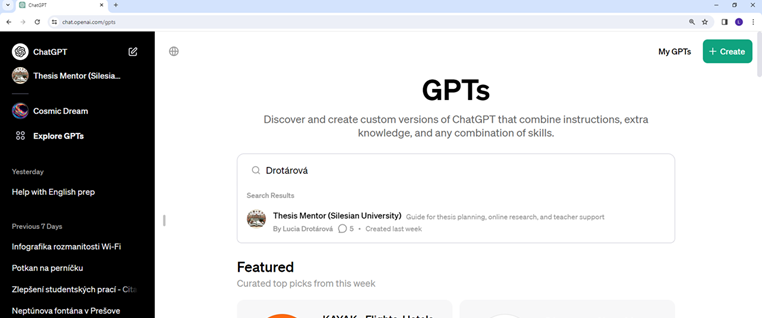 ChatGPT
chat.openai.com/gpts
L
ChatGPT
Thesis Mentor (Silesia...
Cosmic Dream
Explore GPTs
Yesterday
Help with English prep
Previous 7 Days
Infografika rozmanitosti Wi-Fi
Potkan na perníčku
Zlepšení studentských prací - Cita
Neptúnova fontána v Prešove
My GPTs
+ Create
GPTs
Discover and create custom versions of ChatGPT that combine instructions, extra
knowledge, and any combination of skills.
Drotárová
Search Results
Thesis Mentor (Silesian University) Guide for thesis planning, online research, and teacher support
By Lucia Drotárová 5 • Created last week
Featured
Curated top picks from this week
KAYAK - Flights, Hotels